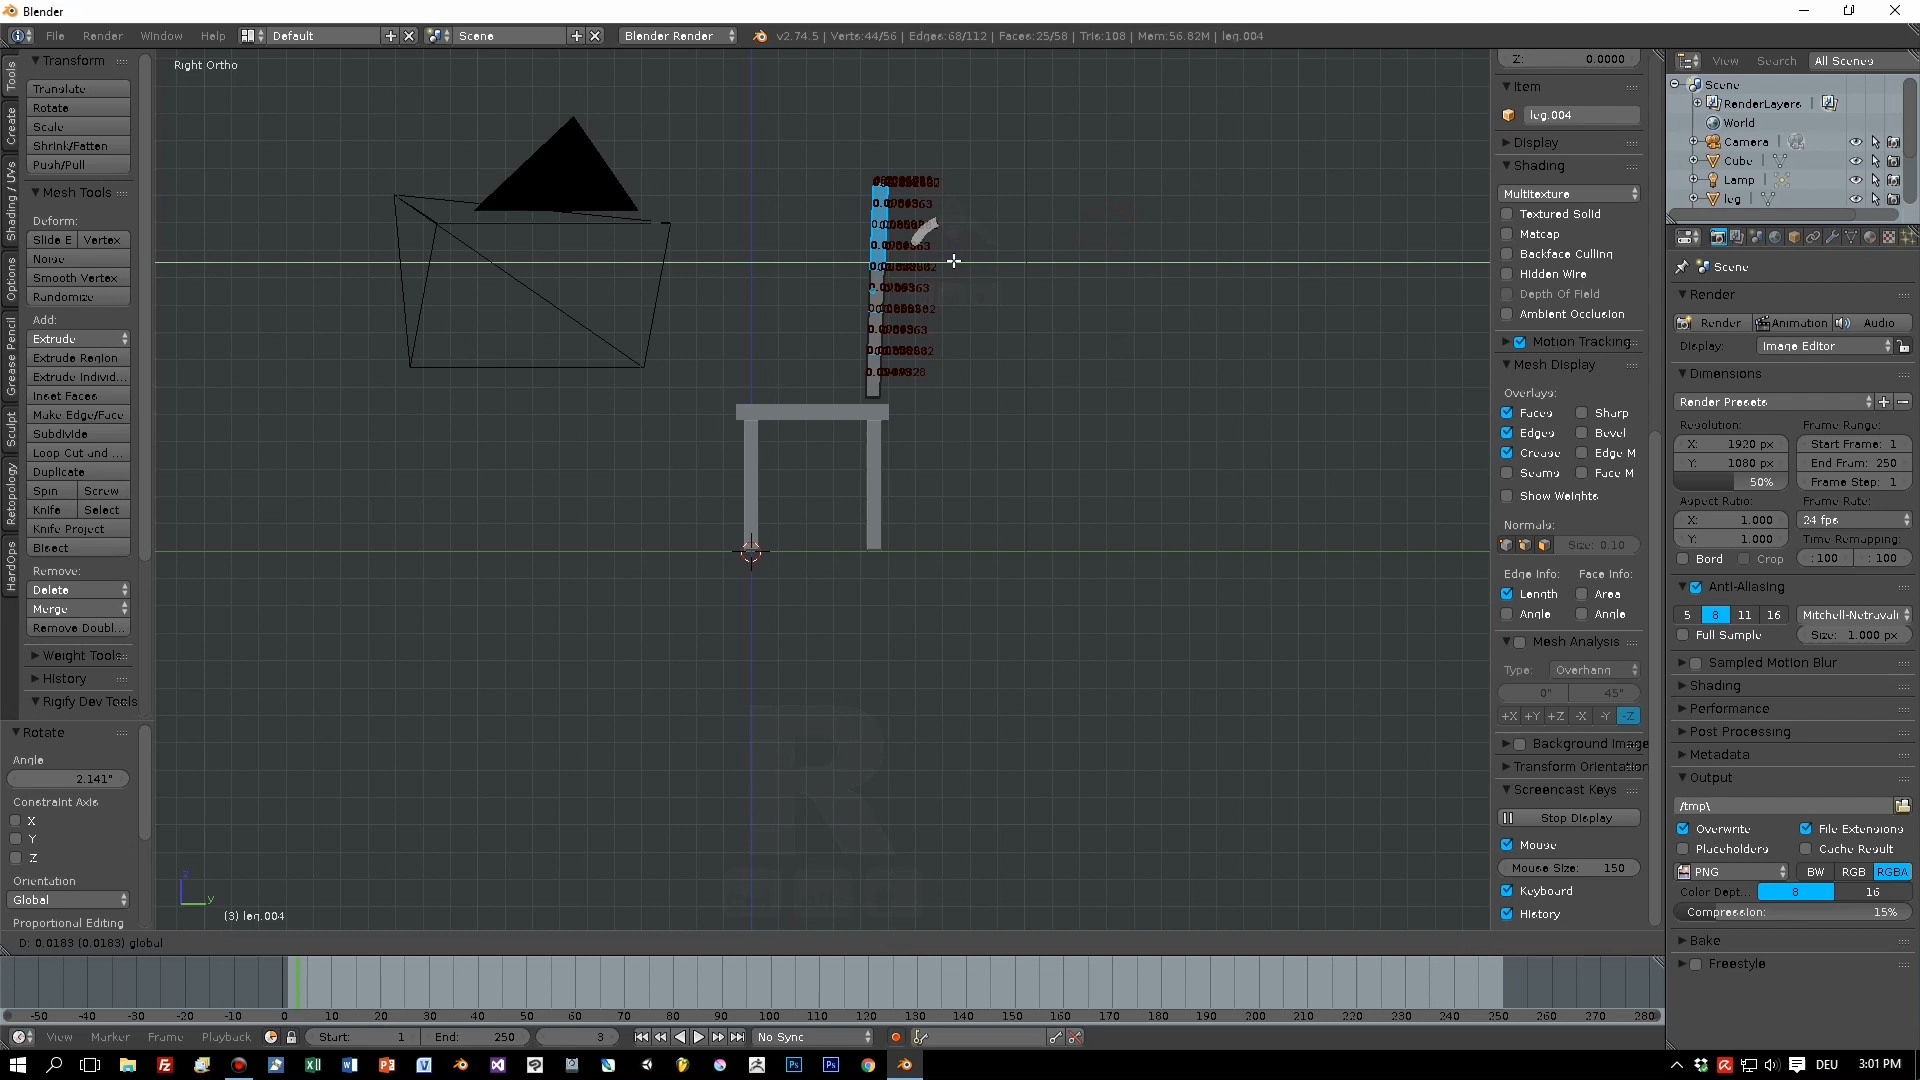 Blender
File Render Window Help Default Scene Blender Render v2.74.5 | Verts:44/56 | Edges:68/112 | Faces:25/58 | Tris:108 | Mem:56.82M | leg.004
Tools
Create
Shading / UVs
Options
Grease Pencil
Sculpt
Retopology
HardOps
Transform
Translate
Rotate
Scale
Shrink/Fatten
Push/Pull
Mesh Tools
Deform:
Slide E Vertex
Noise
Smooth Vertex
Randomize
Add:
Extrude
Extrude Region
Extrude Individ...
Inset Faces
Make Edge/Face
Subdivide
Loop Cut and ...
Duplicate
Spin Screw
Knife Select
Knife Project
Bisect
Remove:
Delete
Merge
Remove Doubl...
Weight Tools
History
Rigify Dev Tools
Rotate
Angle
2.141°
Constraint Axis
X
Y
Z
Orientation
Global
Proportional Editing
Right Ortho
z
y
(3) leg.004
D: 0.0183 (0.0183) global
Z: 0.0000
Item
leg.004
Display
Shading
Multitexture
Textured Solid
Matcap
Backface Culling
Hidden Wire
Depth Of Field
Ambient Occlusion
Motion Tracking
Mesh Display
Overlays:
Faces Sharp
Edges Bevel
Crease Edge M
Seams Face M
Show Weights
Normals:
Size: 0.10
Edge Info: Face Info:
Length Area
Angle Angle
Mesh Analysis
Type: Overhang
0° 45°
+X +Y +Z -X -Y -Z
Background Image
Transform Orientation
Screencast Keys
Stop Display
Mouse
Mouse Size: 150
Keyboard
History
View Search All Scenes
Scene
RenderLayers
World
Camera
Cube
Lamp
leg
Scene
Render
Render Animation Audio
Display: Image Editor
Dimensions
Render Presets
Resolution: Frame Range:
X: 1920 px Start Frame: 1
Y: 1080 px End Fram: 250
50% Frame Step: 1
Aspect Ratio: Frame Rate:
X: 1.000 24 fps
Y: 1.000 Time Remapping:
Bord Crop : 100 : 100
Anti-Aliasing
5 8 11 16 Mitchell-Netravali
Full Sample Size: 1.000 px
Sampled Motion Blur
Shading
Performance
Post Processing
Metadata
Output
/tmp\
Overwrite File Extensions
Placeholders Cache Result
PNG BW RGB RGBA
Color Dept... 8 16
Compression: 15%
Bake
Freestyle
-50 -40 -30 -20 -10 0 10 20 30 40 50 60 70 80 90 100 110 120 130 140 150 160 170 180 190 200 210 220 230 240 250 260 270 280
View Marker Frame Playback Start: 1 End: 250 3 No Sync
DEU 3:01 PM